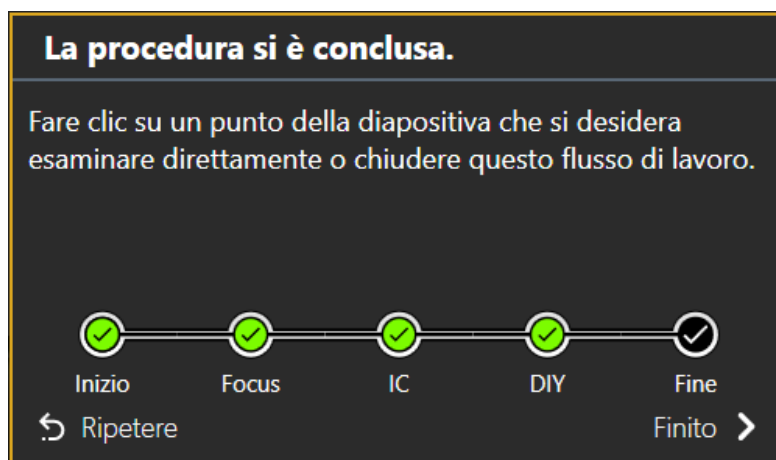 La procedura si è conclusa.
Fare clic su un punto della diapositiva che si desidera
esaminare direttamente o chiudere questo flusso di lavoro.
Inizio Focus IC DIY Fine
Ripetere Finito